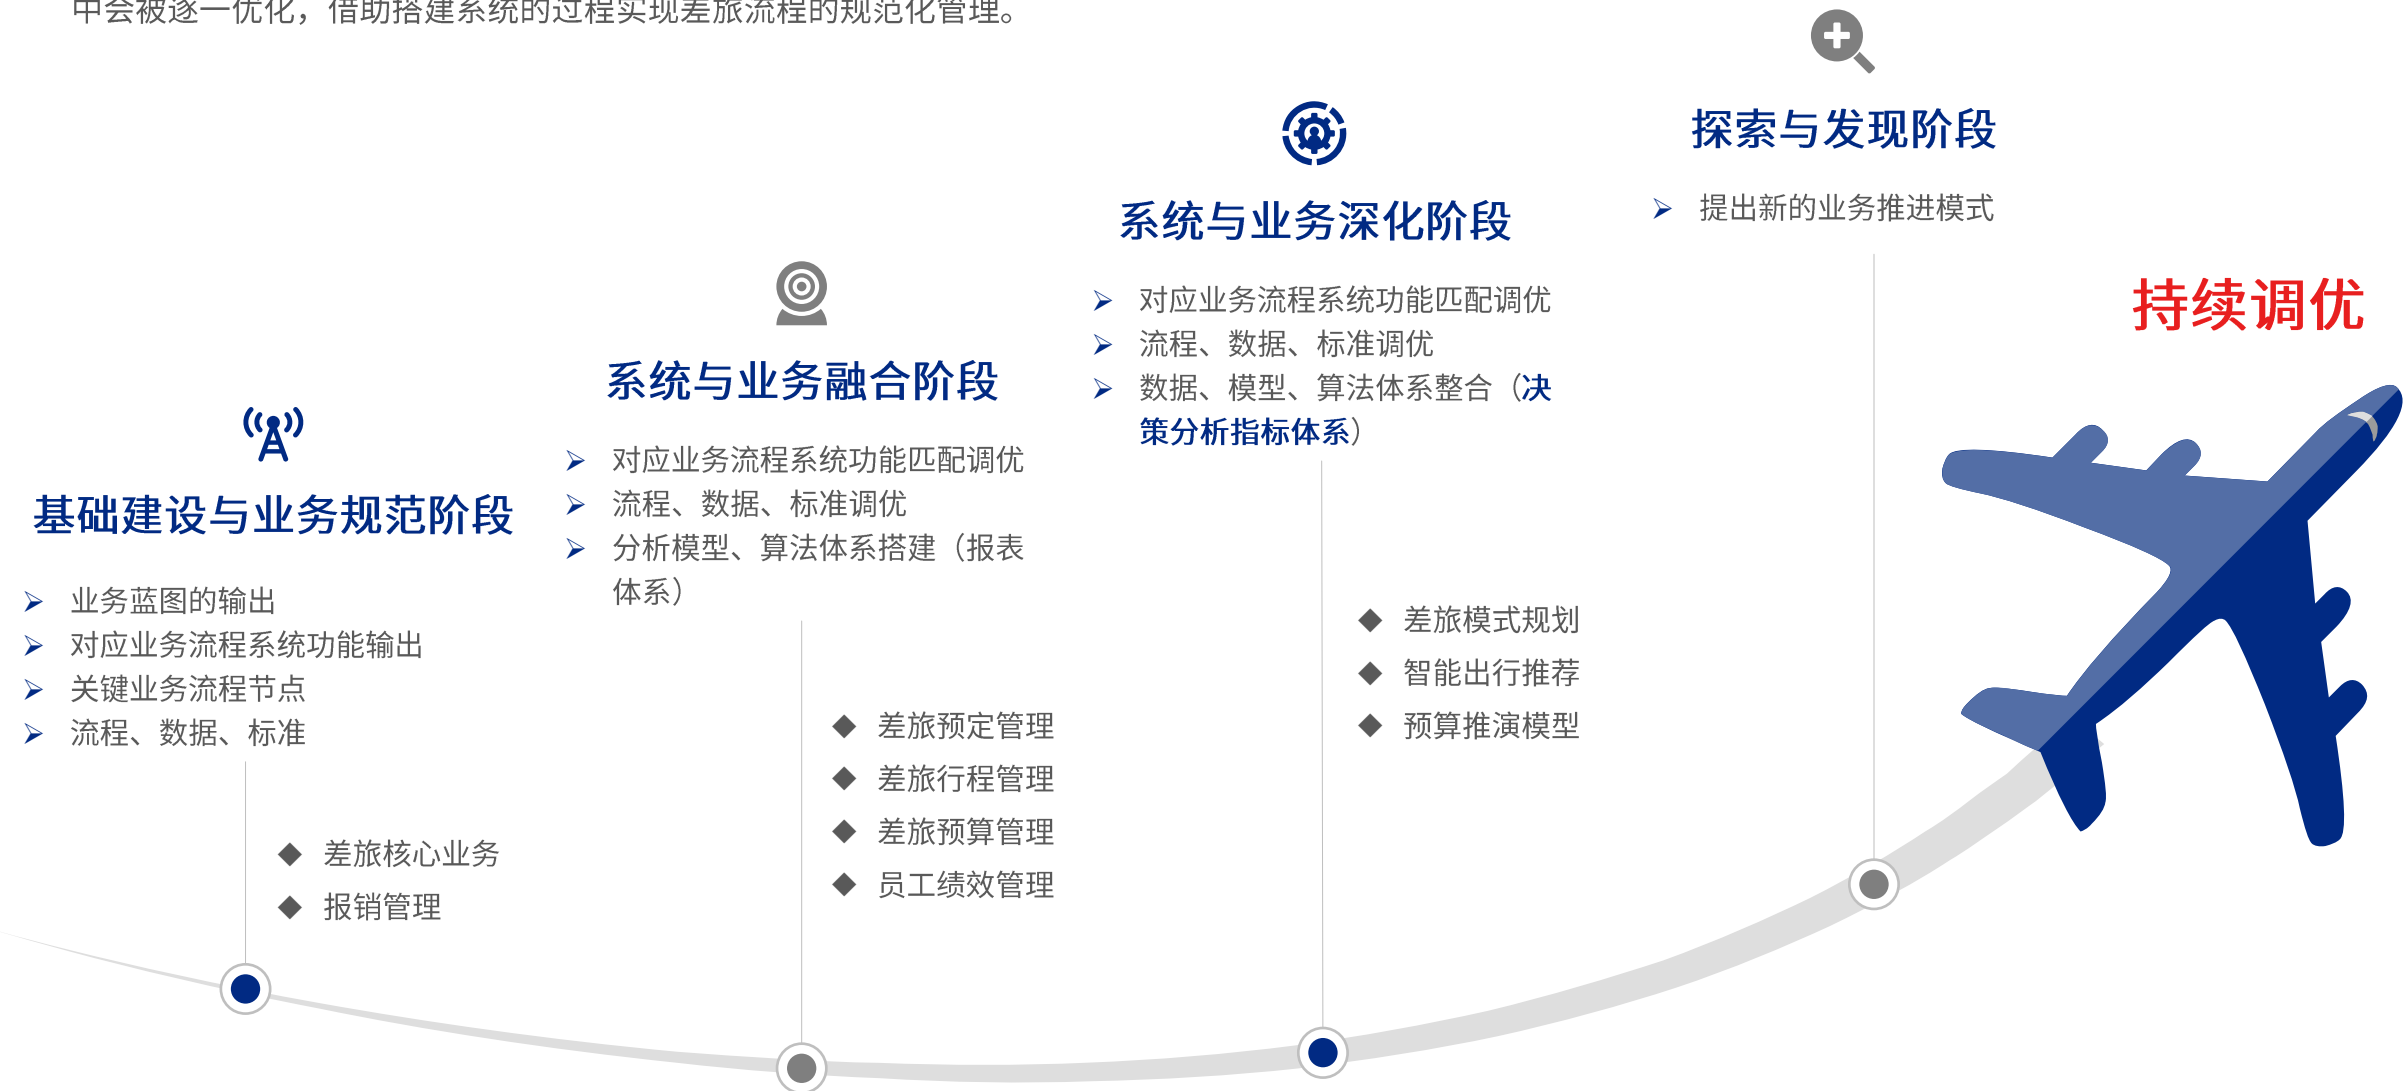 中会被逐一优化，借助搭建系统的过程实现差旅流程的规范化管理。
基础建设与业务规范阶段
业务蓝图的输出
对应业务流程系统功能输出
关键业务流程节点
流程、数据、标准
差旅核心业务
报销管理
系统与业务融合阶段
对应业务流程系统功能匹配调优
流程、数据、标准调优
分析模型、算法体系搭建（报表
体系）
差旅预定管理
差旅行程管理
差旅预算管理
员工绩效管理
系统与业务深化阶段
对应业务流程系统功能匹配调优
流程、数据、标准调优
数据、模型、算法体系整合（决
策分析指标体系）
差旅模式规划
智能出行推荐
预算推演模型
探索与发现阶段
提出新的业务推进模式
持续调优